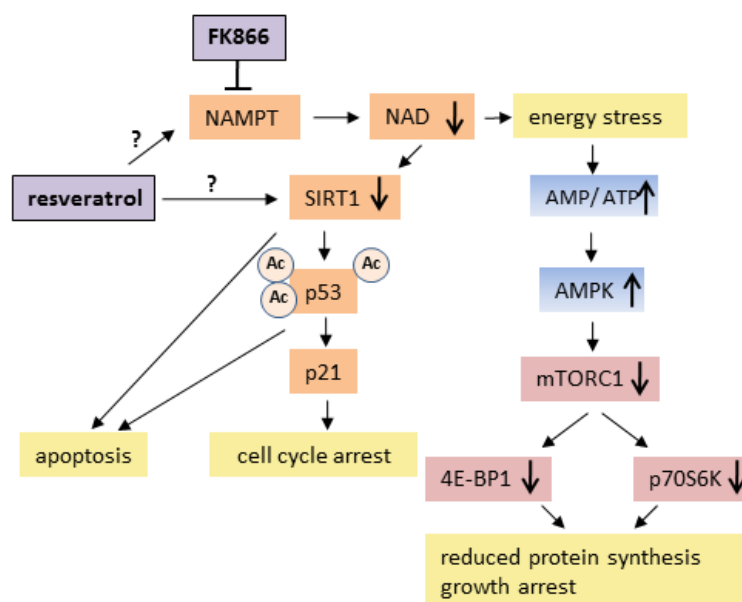 FK866
NAMPT
NAD
energy stress
?
resveratrol
?
SIRT1
AMP/ATP
Ac
Ac
Ac
p53
AMPK
p21
mTORC1
apoptosis
cell cycle arrest
4E-BP1
p70S6K
reduced protein synthesis
growth arrest